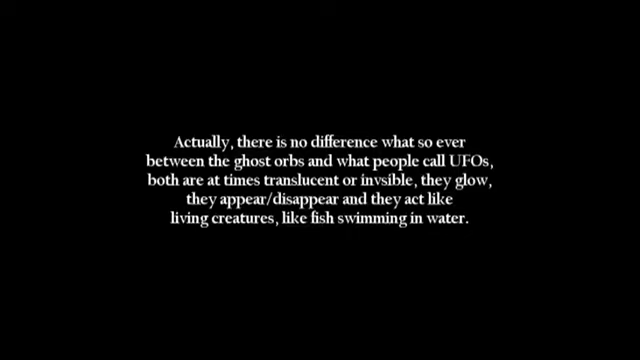 Actually, there is no difference what so ever
between the ghost orbs and what people call UFOs,
both are at times translucent or invsible, they glow,
they appear/disappear and they act like
living creatures, like fish swimming in water.